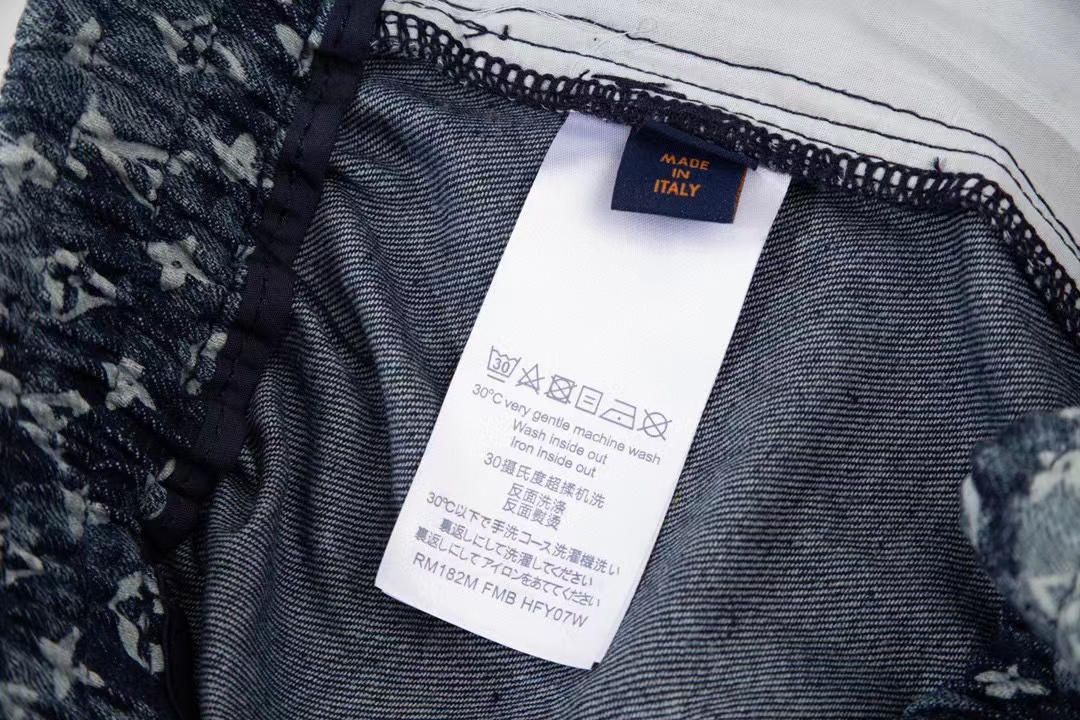 MADE
IN
ITALY
30
30°C very gentle machine wash
Wash inside out
Iron Inside out
30摄氏度超揉机洗
反面洗涤
反面熨烫
30℃以下で手洗コース洗濯機洗い
裏返しにして洗濯してください
裏返しにして アイロンをあててください
RM182M FMB HFY07W